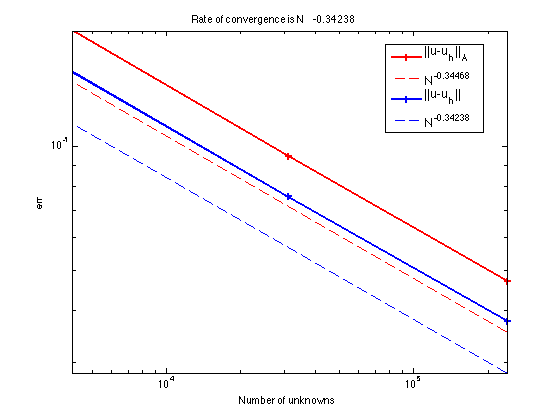 Rate of convergence is N -0.34238
||u-u_h||_A
N^-0.34468
||u-u_h||
N^-0.34238
err
10^-1
10^4
10^5
Number of unknowns